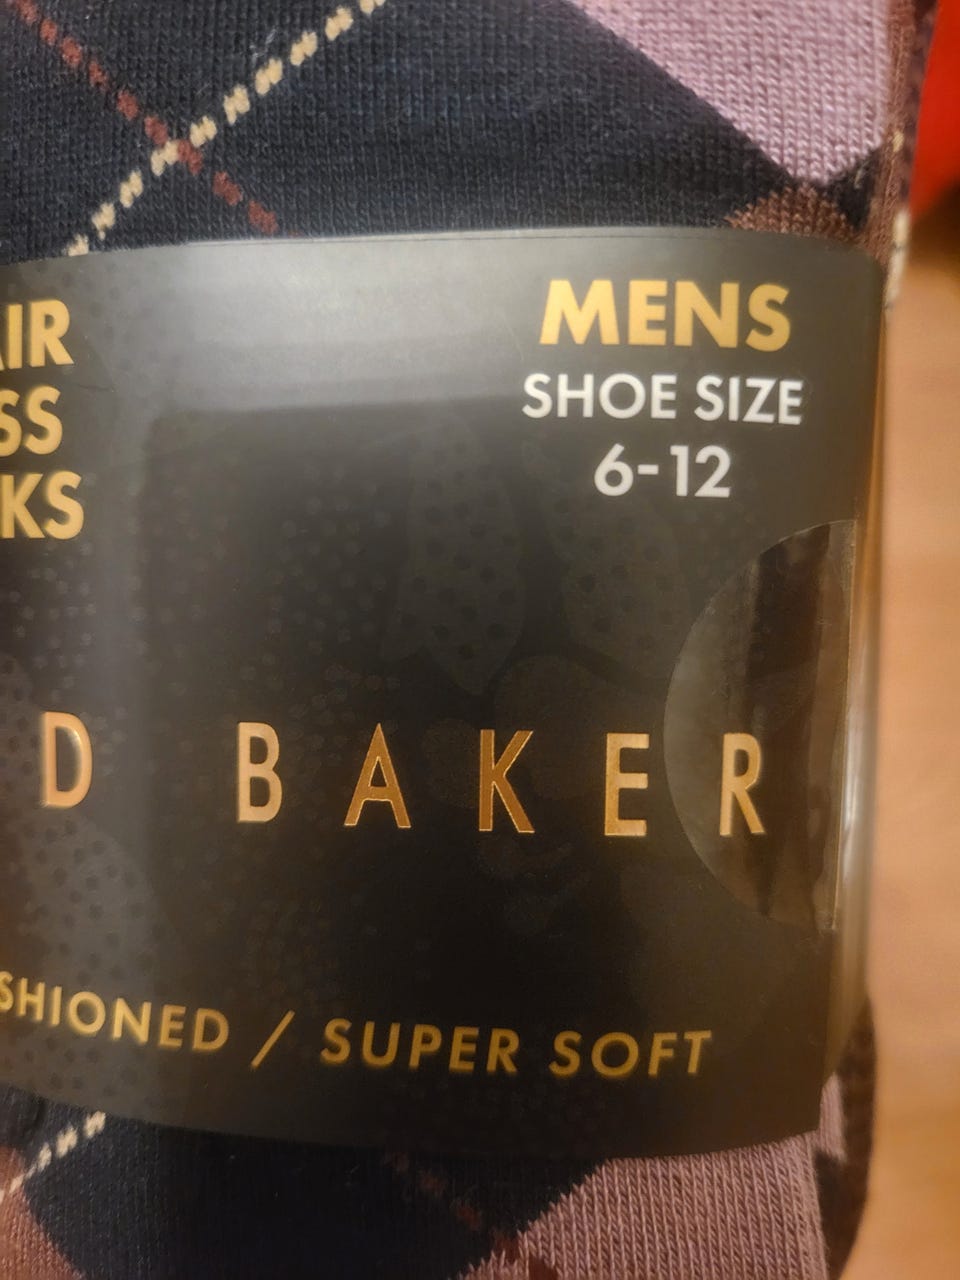 AIR
SS
KS
MENS
SHOE SIZE
6-12
D BAKER
SHIONED / SUPER SOFT